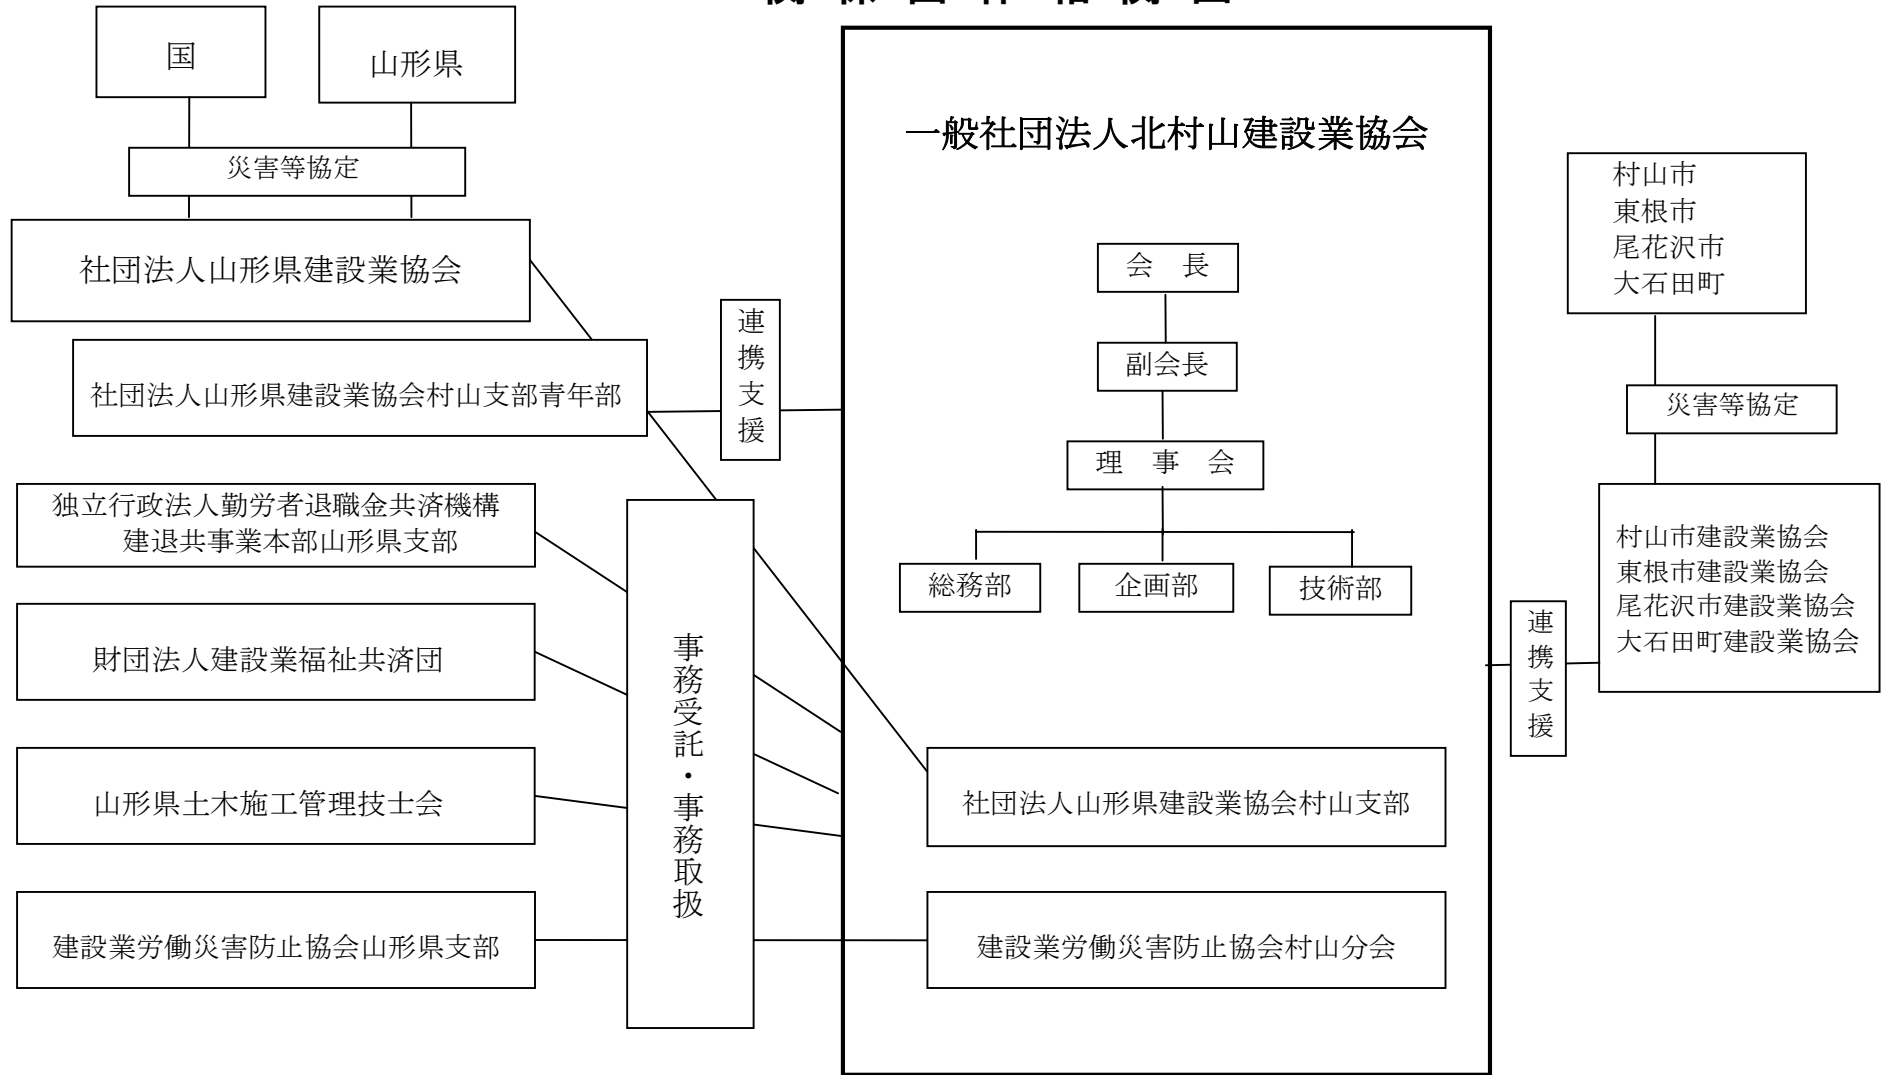 国
山形県
災害等協定
社団法人山形県建設業協会
社団法人山形県建設業協会村山支部青年部
連携支援
独立行政法人勤労者退職金共済機構
建退共事業本部山形県支部
財団法人建設業福祉共済団
山形県土木施工管理技士会
建設業労働災害防止協会山形県支部
事務受託・事務取扱
一般社団法人北村山建設業協会
会 長
副会長
理 事 会
総務部
企画部
技術部
社団法人山形県建設業協会村山支部
建設業労働災害防止協会村山分会
村山市
東根市
尾花沢市
大石田町
災害等協定
村山市建設業協会
東根市建設業協会
尾花沢市建設業協会
大石田町建設業協会
連携支援